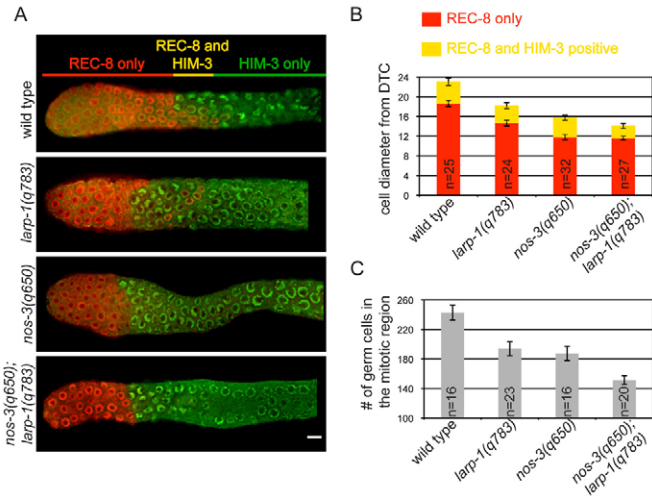 A
REC-8 and
REC-8 only HIM-3 HIM-3 only
wild type
larp-1(q783)
nos-3(q650)
nos-3(q650);
larp-1(q783)
B
REC-8 only
REC-8 and HIM-3 positive
cell diameter from DTC
24
20
16
12
8
4
0
n=25
n=24
n=32
n=27
wild type
larp-1(q783)
nos-3(q650)
nos-3(q650);
larp-1(q783)
C
# of germ cells in
the mitotic region
260
220
180
140
100
n=16
n=23
n=16
n=20
wild type
larp-1(q783)
nos-3(q650)
nos-3(q650);
larp-1(q783)